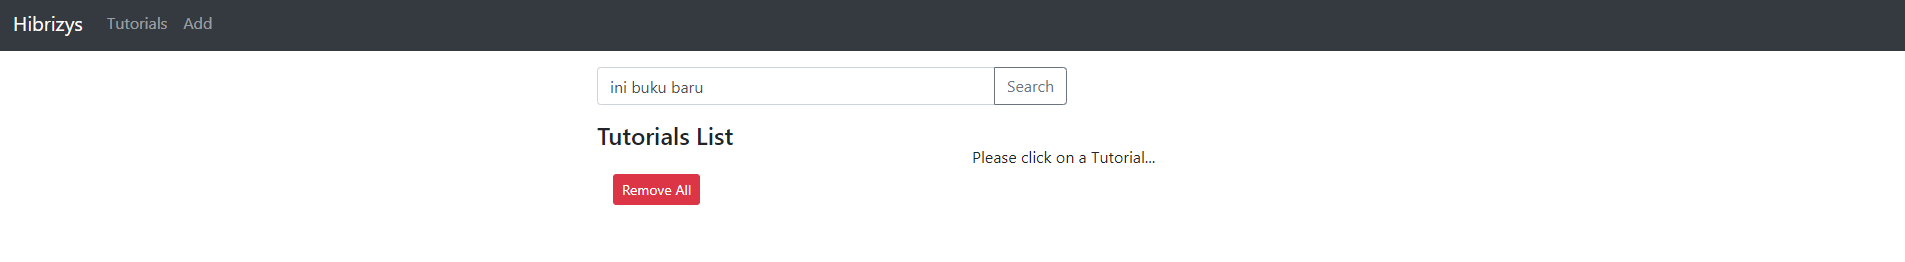 Hibrizys Tutorials Add
ini buku baru Search
Tutorials List
Please click on a Tutorial...
Remove All